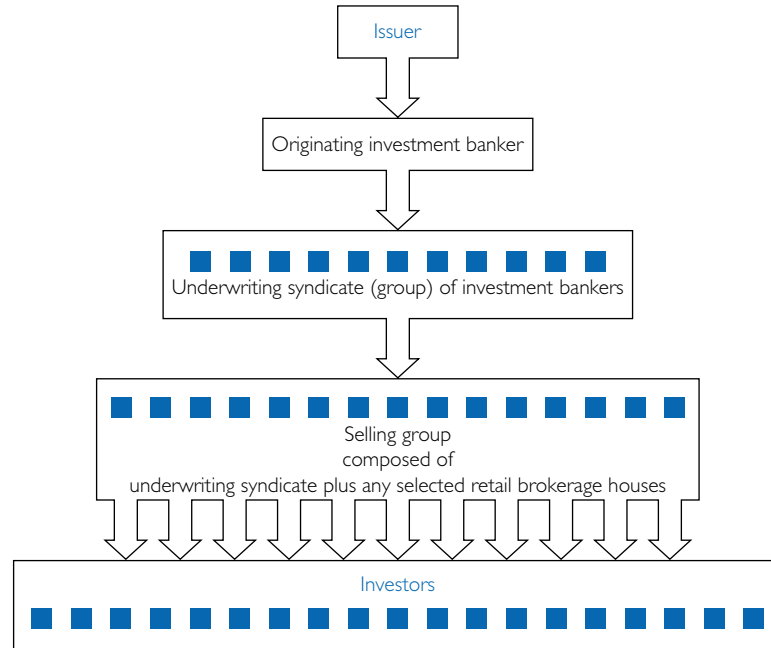 Issuer
Originating investment banker
Underwriting syndicate (group) of investment bankers
Selling group
composed of
underwriting syndicate plus any selected retail brokerage houses
Investors